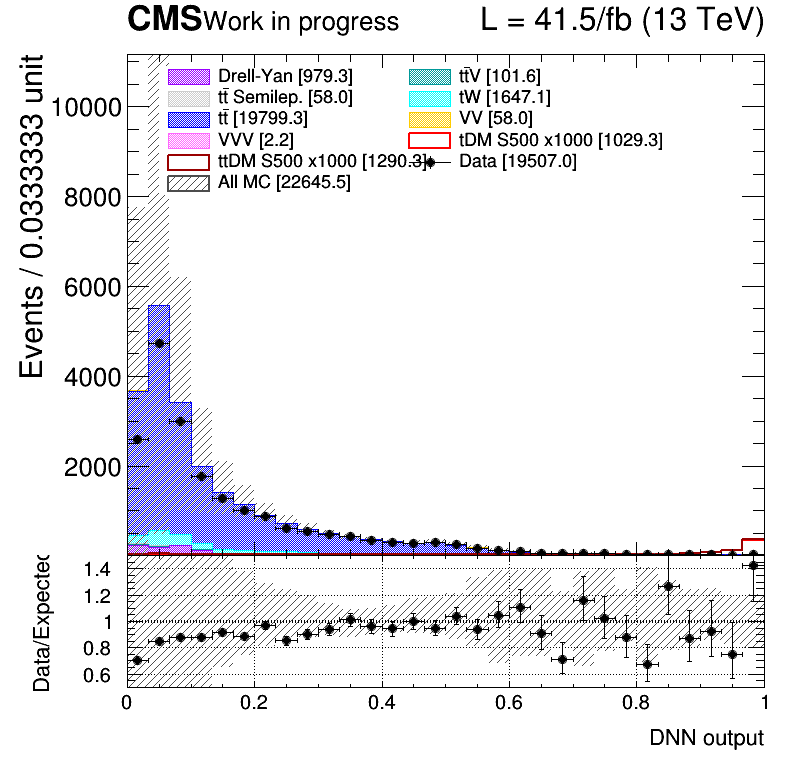 CMS Work in progress L = 41.5/fb (13 TeV)
Events / 0.0333333 unit
10000
8000
6000
4000
2000
Drell-Yan [979.3] tt̄V [101.6]
tt̄ Semilep. [58.0] tW [1647.1]
tt̄ [19799.3] VV [58.0]
VVV [2.2] tDM S500 x1000 [1029.3]
ttDM S500 x1000 [1290.3] Data [19507.0]
All MC [22645.5]
Data/Expected
1.4
1.2
1
0.8
0.6
0 0.2 0.4 0.6 0.8 1
DNN output